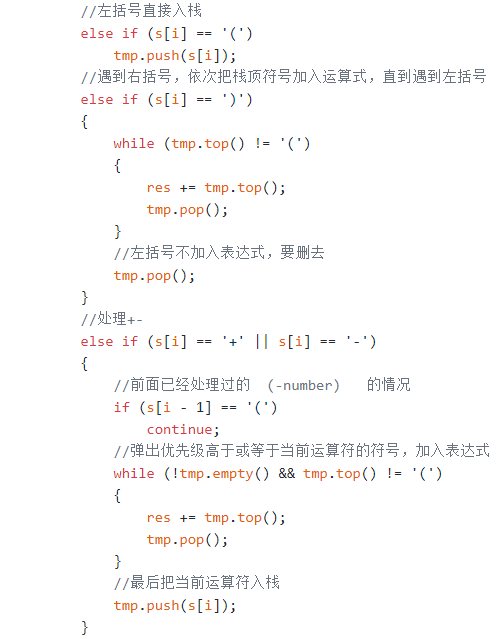 //左括号直接入栈
else if (s[i] == '(')
    tmp.push(s[i]);
//遇到右括号，依次把栈顶符号加入运算式，直到遇到左括号
else if (s[i] == ')')
{
    while (tmp.top() != '(')
    {
        res += tmp.top();
        tmp.pop();
    }
    //左括号不加入表达式，要删去
    tmp.pop();
}
//处理+-
else if (s[i] == '+' || s[i] == '-')
{
    //前面已经处理过的 （-number） 的情况
    if (s[i - 1] == '(')
        continue;
    //弹出优先级高于或等于当前运算符的符号，加入表达式
    while (!tmp.empty() && tmp.top() != '(')
    {
        res += tmp.top();
        tmp.pop();
    }
    //最后把当前运算符入栈
    tmp.push(s[i]);
}